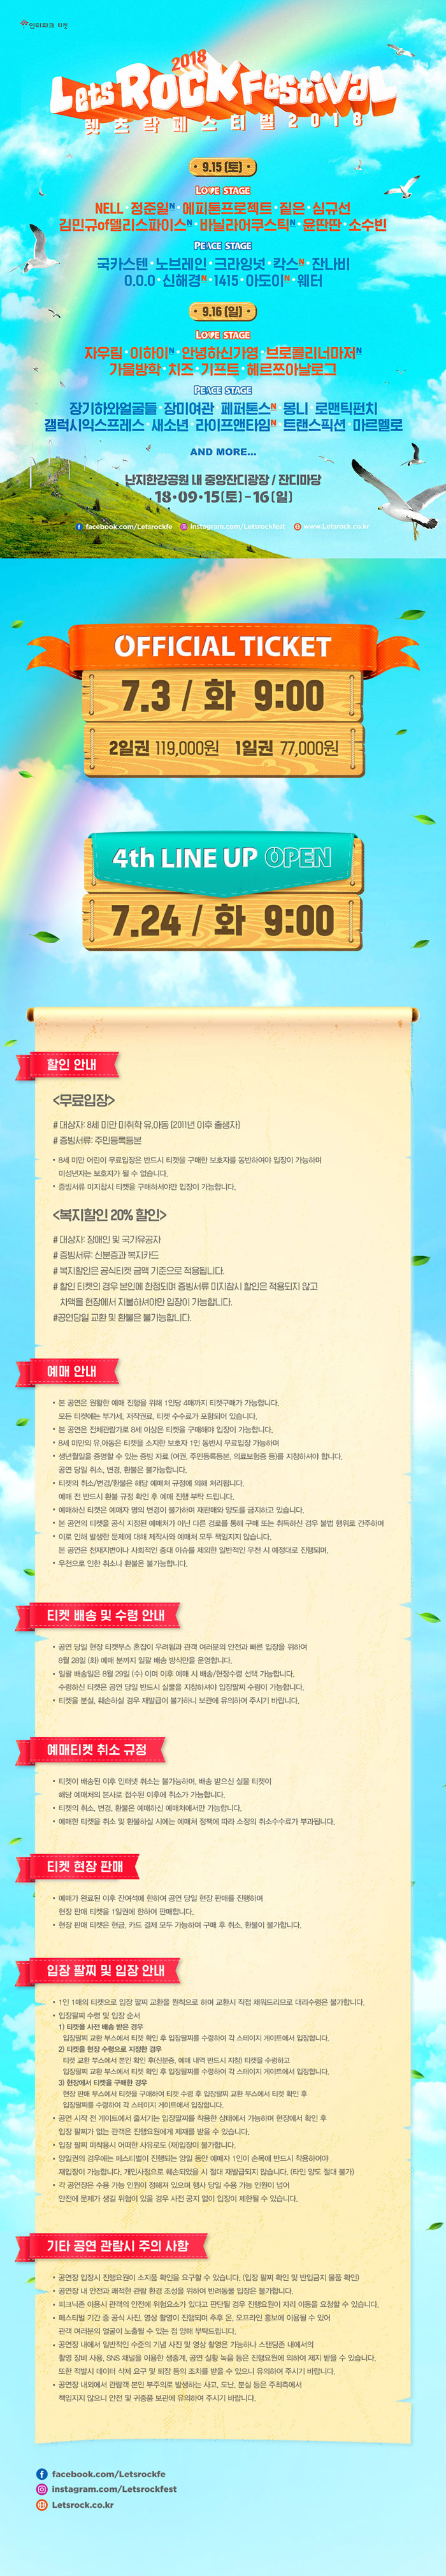 인터파크 티켓
2018
Lets ROCK Festival
렛츠락페스티벌2018
9.15 (토)
LOVE STAGE
NELL · 정준일N · 에피톤프로젝트 · 짙은 · 심규선
김민규of델리스파이스N · 바닐라어쿠스틱N · 윤딴딴 · 소수빈
PEACE STAGE
국카스텐 · 노브레인 · 크라잉넛 · 칵스N · 잔나비
O.O.O · 신해경N · 1415 · 아도이N · 웨터
9.16 (일)
LOVE STAGE
자우림 · 이하이N · 안녕하신가영 · 브로콜리너마저N
가을방학 · 치즈 · 기프트 · 헤르쯔아날로그
PEACE STAGE
장기하와얼굴들 · 장미여관 · 페퍼톤스N · 몽니 · 로맨틱펀치
갤럭시익스프레스 · 새소년 · 라이프앤타임N · 트랜스픽션 · 마르멜로
AND MORE...
난지한강공원 내 중앙잔디광장 / 잔디마당
18·09·15(토)-16(일)
facebook.com/Letsrockfe instagram.com/Letsrockfest www.Letsrock.co.kr
OFFICIAL TICKET
7.3 / 화 9:00
2일권 119,000원 1일권 77,000원
4th LINE UP OPEN
7.24 / 화 9:00
할인 안내
<무료입장>
# 대상자: 8세 미만 미취학 유,아동 (2011년 이후 출생자)
# 증빙서류: 주민등록등본
• 8세 미만 어린이 무료입장은 반드시 티켓을 구매한 보호자를 동반하여야 입장이 가능하며
미성년자는 보호자가 될 수 없습니다.
• 증빙서류 미지참시 티켓을 구매하셔야만 입장이 가능합니다.
<복지할인 20% 할인>
# 대상자: 장애인 및 국가유공자
# 증빙서류: 신분증과 복지카드
# 복지할인은 공식티켓 금액 기준으로 적용됩니다.
# 할인 티켓의 경우 본인에 한정되며 증빙서류 미지참시 할인은 적용되지 않고
차액을 현장에서 지불하셔야만 입장이 가능합니다.
#공연당일 교환 및 환불은 불가능합니다.
예매 안내
• 본 공연은 원활한 예매 진행을 위해 1인당 4매까지 티켓구매가 가능합니다.
모든 티켓에는 부가세, 저작권료, 티켓 수수료가 포함되어 있습니다.
• 본 공연은 전체관람가로 8세 이상은 티켓을 구매해야 입장이 가능합니다.
• 8세 미만의 유,아동은 티켓을 소지한 보호자 1인 동반시 무료입장 가능하며
• 생년월일을 증명할 수 있는 증빙 자료 (여권, 주민등록등본, 의료보험증 등)를 지참하셔야 합니다.
공연 당일 취소, 변경, 환불은 불가능합니다.
• 티켓의 취소/변경/환불은 해당 예매처 규정에 의해 처리됩니다.
예매 전 반드시 환불 규정 확인 후 예매 진행 부탁 드립니다.
• 예매하신 티켓은 예매자 명의 변경이 불가하며 재판매와 양도를 금지하고 있습니다.
• 본 공연의 티켓을 공식 지정된 예매처가 아닌 다른 경로를 통해 구매 또는 취득하신 경우 불법 행위로 간주하며
• 이로 인해 발생한 문제에 대해 제작사와 예매처 모두 책임지지 않습니다.
본 공연은 천재지변이나 사회적인 중대 이슈를 제외한 일반적인 우천 시 예정대로 진행되며,
• 우천으로 인한 취소나 환불은 불가능합니다.
티켓 배송 및 수령 안내
• 공연 당일 현장 티켓부스 혼잡이 우려됨과 관객 여러분의 안전과 빠른 입장을 위하여
8월 28일 (화) 예매 분까지 일괄 배송 방식만을 운영합니다.
• 일괄 배송일은 8월 29일 (수) 이며 이후 예매 시 배송/현장수령 선택 가능합니다.
수령하신 티켓은 공연 당일 반드시 실물을 지참하셔야 입장팔찌 수령이 가능합니다.
• 티켓을 분실, 훼손하실 경우 재발급이 불가하니 보관에 유의하여 주시기 바랍니다.
예매티켓 취소 규정
• 티켓이 배송된 이후 인터넷 취소는 불가능하며, 배송 받으신 실물 티켓이
해당 예매처의 본사로 접수된 이후에 취소가 가능합니다.
• 티켓의 취소, 변경, 환불은 예매하신 예매처에서만 가능합니다.
• 예매한 티켓을 취소 및 환불하실 시에는 예매처 정책에 따라 소정의 취소수수료가 부과됩니다.
티켓 현장 판매
• 예매가 완료된 이후 잔여석에 한하여 공연 당일 현장 판매를 진행하며
현장 판매 티켓을 1일권에 한하여 판매합니다.
• 현장 판매 티켓은 현금, 카드 결제 모두 가능하며 구매 후 취소, 환불이 불가합니다.
입장 팔찌 및 입장 안내
• 1인 1매의 티켓으로 입장 팔찌 교환을 원칙으로 하며 교환시 직접 채워드리므로 대리수령은 불가합니다.
• 입장팔찌 수령 및 입장 순서
1) 티켓을 사전 배송 받은 경우
입장팔찌 교환 부스에서 티켓 확인 후 입장팔찌를 수령하여 각 스테이지 게이트에서 입장합니다.
2) 티켓을 현장 수령으로 지정한 경우
티켓 교환 부스에서 본인 확인 후(신분증, 예매 내역 반드시 지참) 티켓을 수령하고
입장팔찌 교환 부스에서 티켓 확인 후 입장팔찌를 수령하여 각 스테이지 게이트에서 입장합니다.
3) 현장에서 티켓을 구매한 경우
현장 판매 부스에서 티켓을 구매하여 티켓 수령 후 입장팔찌 교환 부스에서 티켓 확인 후
입장팔찌를 수령하여 각 스테이지 게이트에서 입장합니다.
• 공연 시작 전 게이트에서 줄서기는 입장팔찌를 착용한 상태에서 가능하며 현장에서 확인 후
입장 팔찌가 없는 관객은 진행요원에게 제재를 받을 수 있습니다.
• 입장 팔찌 미착용시 어떠한 사유로도 (재)입장이 불가합니다.
• 양일권의 경우에는 페스티벌이 진행되는 양일 동안 예매자 1인이 손목에 반드시 착용하여야
재입장이 가능합니다. 개인사정으로 훼손되었을 시 절대 재발급되지 않습니다. (타인 양도 절대 불가)
• 각 공연장은 수용 가능 인원이 정해져 있으며 행사 당일 수용 가능 인원이 넘어
안전에 문제가 생길 위험이 있을 경우 사전 공지 없이 입장이 제한될 수 있습니다.
기타 공연 관람시 주의 사항
• 공연장 입장시 진행요원이 소지품 확인을 요구할 수 있습니다. (입장 팔찌 확인 및 반입금지 물품 확인)
• 공연장 내 안전과 쾌적한 관람 환경 조성을 위하여 반려동물 입장은 불가합니다.
• 피크닉존 이용시 관객의 안전에 위험요소가 있다고 판단될 경우 진행요원이 자리 이동을 요청할 수 있습니다.
• 페스티벌 기간 중 공식 사진, 영상 촬영이 진행되며 추후 온, 오프라인 홍보에 이용될 수 있어
관객 여러분의 얼굴이 노출될 수 있는 점 양해 부탁드립니다.
• 공연장 내에서 일반적인 수준의 기념 사진 및 영상 촬영은 가능하나 스탠딩존 내에서의
촬영 장비 사용, SNS 채널을 이용한 생중계, 공연 실황 녹음 등은 진행요원에 의하여 제지 받을 수 있습니다.
또한 적발시 데이터 삭제 요구 및 퇴장 등의 조치를 받을 수 있으니 유의하여 주시기 바랍니다.
• 공연장 내외에서 관람객 본인 부주의로 발생하는 사고, 도난, 분실 등은 주최측에서
책임지지 않으니 안전 및 귀중품 보관에 유의하여 주시기 바랍니다.
facebook.com/Letsrockfe
instagram.com/Letsrockfest
Letsrock.co.kr